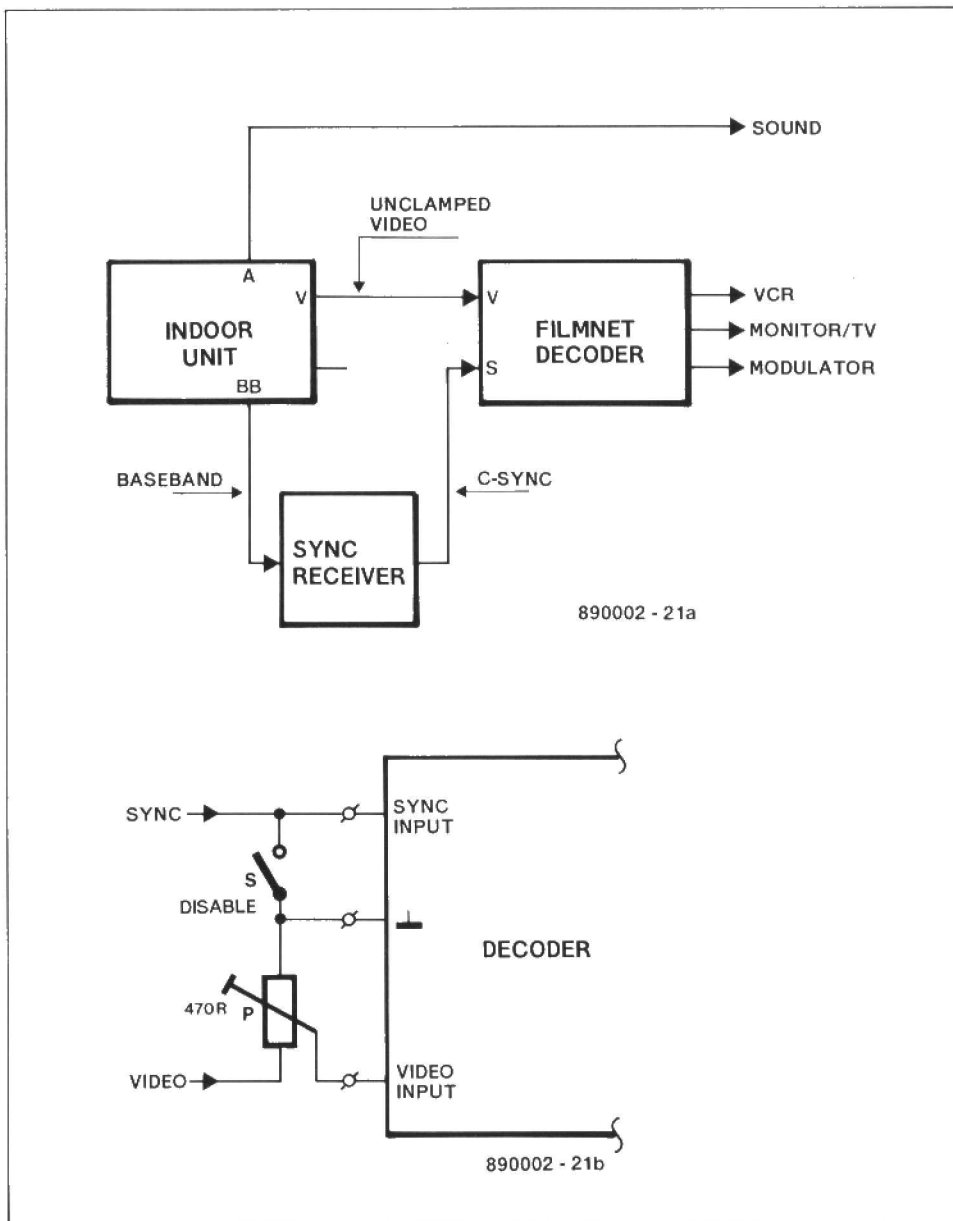 SOUND
UNCLAMPED
VIDEO
A
V
INDOOR
UNIT
BB
V
S
FILMNET
DECODER
VCR
MONITOR/TV
MODULATOR
BASEBAND
C-SYNC
SYNC
RECEIVER
890002 - 21a
SYNC
SYNC
INPUT
S
DISABLE
DECODER
470R P
VIDEO
VIDEO
INPUT
890002 - 21b